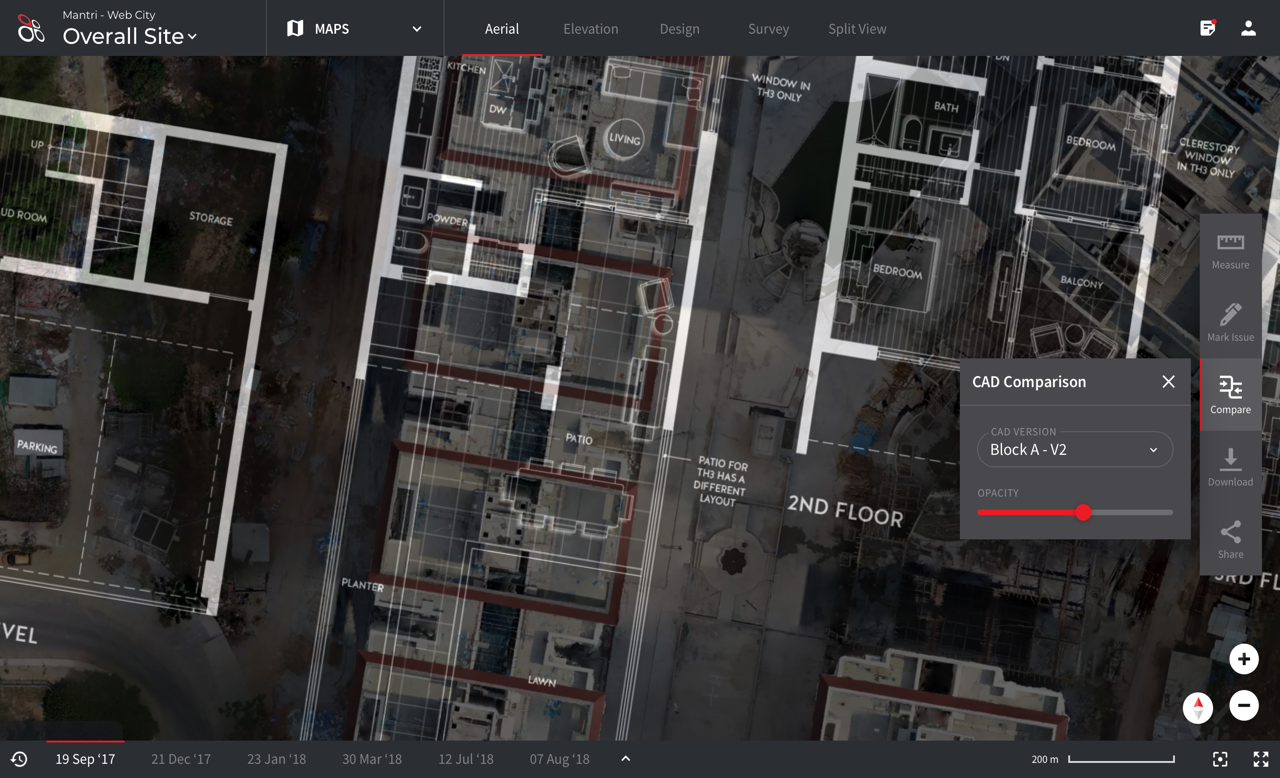 Mantri - Web City
Overall Site
MAPS
Aerial
Elevation
Design
Survey
Split View
KITCHEN
DW
LIVING
WINDOW IN
TH3 ONLY
BATH
DN
BEDROOM
CLERESTORY
WINDOW
IN TH3 ONLY
UP
UD ROOM
STORAGE
POWDER
BEDROOM
BALCONY
PARKING
PATIO
PATIO FOR
TH3 HAS A
DIFFERENT
LAYOUT
2ND FLOOR
PLANTER
VEL
LAWN
3RD FL
Measure
Mark Issue
Compare
Download
Share
CAD Comparison
CAD VERSION
Block A - V2
OPACITY
19 Sep ‘17
21 Dec ‘17
23 Jan ‘18
30 Mar ‘18
12 Jul ‘18
07 Aug ‘18
200 m